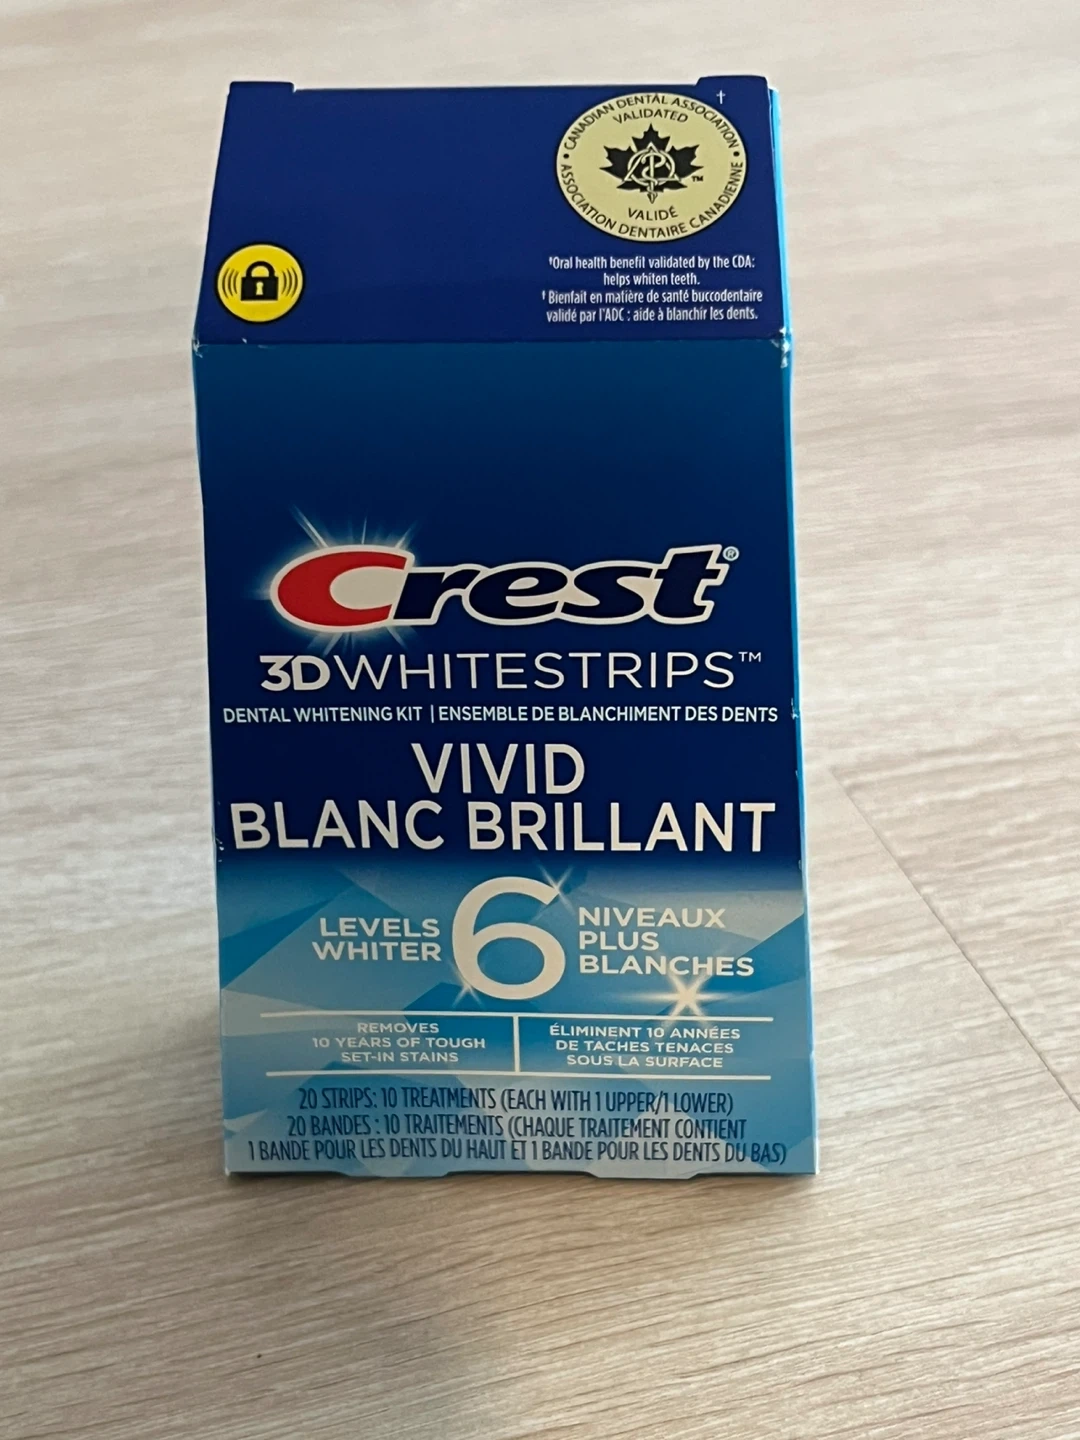 CANADIAN DENTAL ASSOCIATION
VALIDATED
™
VALIDÉ
ASSOCIATION DENTAIRE CANADIENNE
†
†Oral health benefit validated by the CDA:
helps whiten teeth.
† Bienfait en matière de santé buccodentaire
validé par l'ADC : aide à blanchir les dents.
Crest®
3DWHITESTRIPS™
DENTAL WHITENING KIT | ENSEMBLE DE BLANCHIMENT DES DENTS
VIVID
BLANC BRILLANT
LEVELS
WHITER
6
NIVEAUX
PLUS
BLANCHES
REMOVES
10 YEARS OF TOUGH
SET-IN STAINS
ÉLIMINENT 10 ANNÉES
DE TACHES TENACES
SOUS LA SURFACE
20 STRIPS: 10 TREATMENTS (EACH WITH 1 UPPER/1 LOWER)
20 BANDES : 10 TRAITEMENTS (CHAQUE TRAITEMENT CONTIENT
1 BANDE POUR LES DENTS DU HAUT ET 1 BANDE POUR LES DENTS DU BAS)